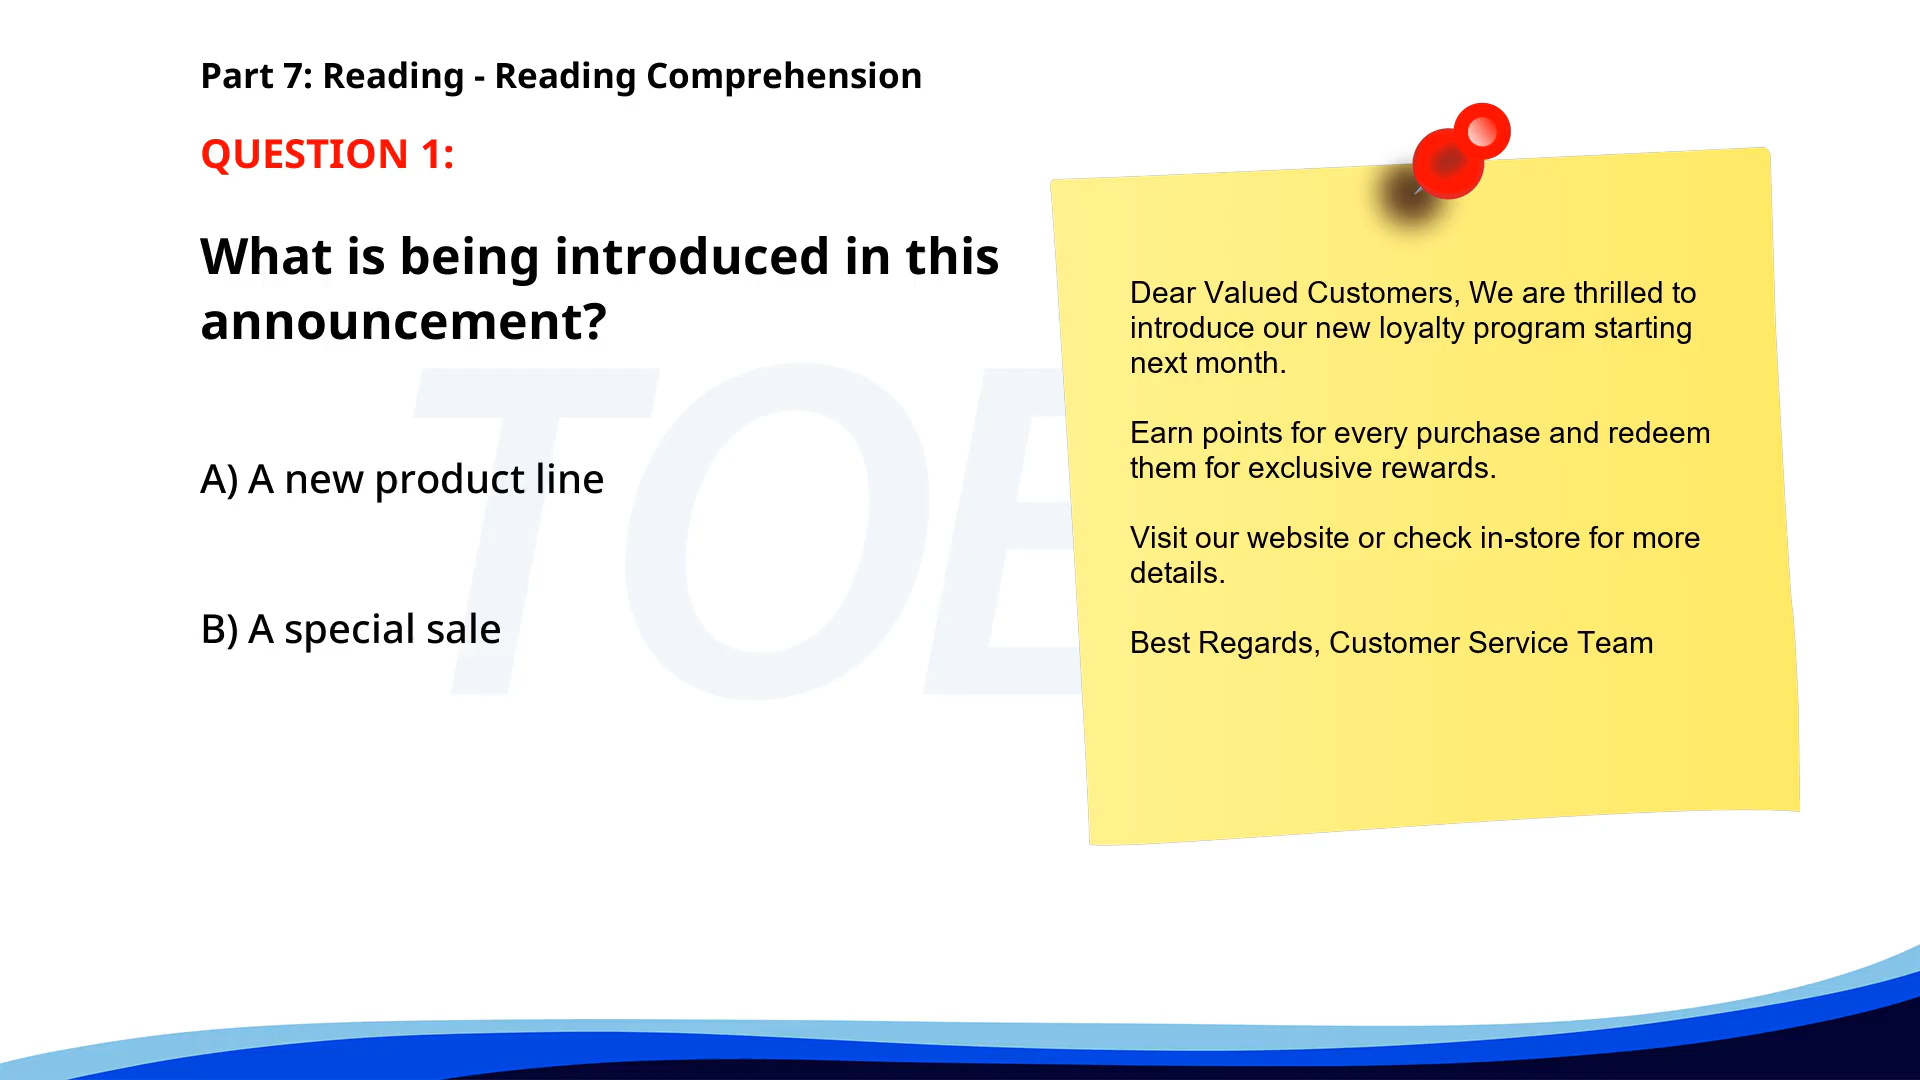 Part 7: Reading - Reading Comprehension
QUESTION 1:
What is being introduced in this
announcement?
A) A new product line
B) A special sale
Dear Valued Customers, We are thrilled to
introduce our new loyalty program starting
next month.
Earn points for every purchase and redeem
them for exclusive rewards.
Visit our website or check in-store for more
details.
Best Regards, Customer Service Team